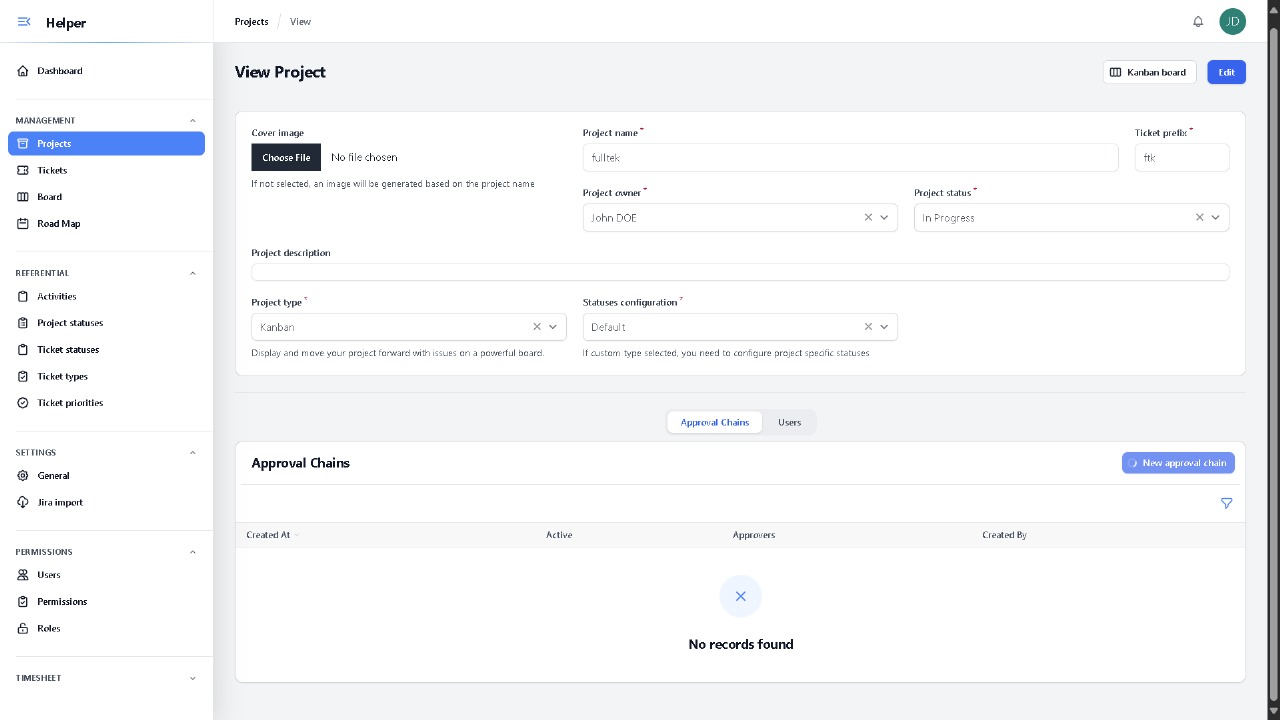 Helper
Projects
View
JD
Dashboard
View Project
Kanban board
Edit
MANAGEMENT
Projects
Tickets
Board
Road Map
REFERENTIAL
Activities
Project statuses
Ticket statuses
Ticket types
Ticket priorities
SETTINGS
General
Jira import
PERMISSIONS
Users
Permissions
Roles
TIMESHEET
Cover image
Choose File No file chosen
If not selected, an image will be generated based on the project name
Project name*
fulltek
Ticket prefix*
ftk
Project owner*
John DOE
Project status*
In Progress
Project description
Project type*
Kanban
Display and move your project forward with issues on a powerful board.
Statuses configuration*
Default
If custom type selected, you need to configure project specific statuses
Approval Chains
Users
Approval Chains
New approval chain
Created At
Active
Approvers
Created By
No records found